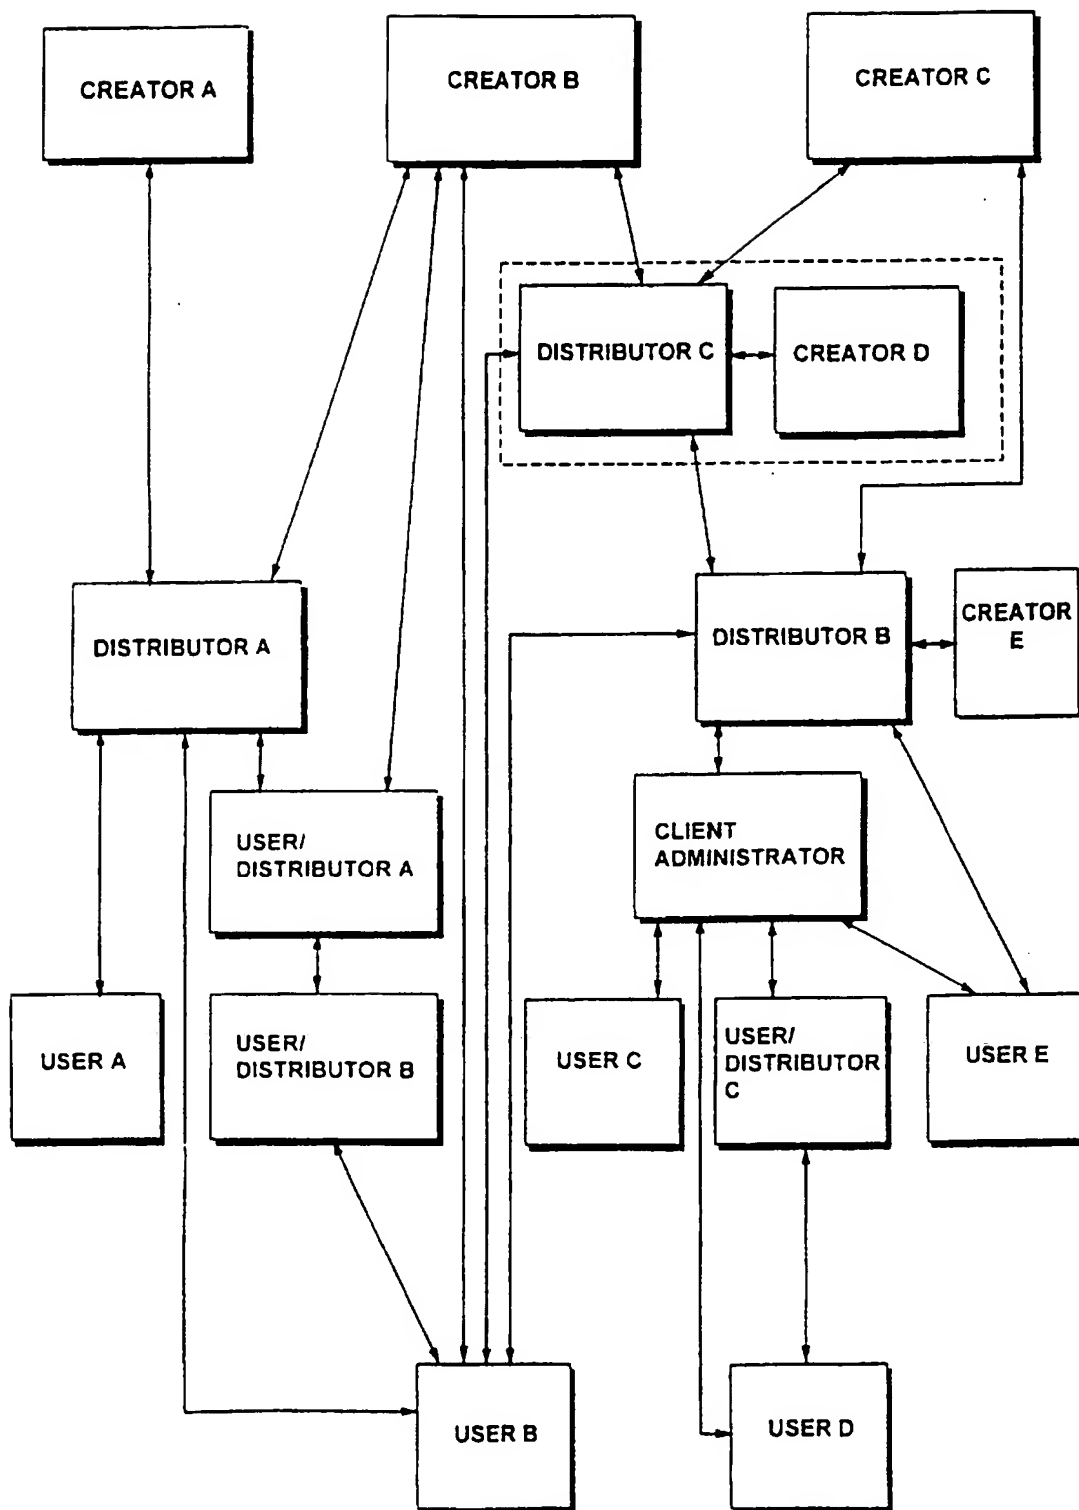 CREATOR A
CREATOR B
CREATOR C
DISTRIBUTOR C
CREATOR D
DISTRIBUTOR A
DISTRIBUTOR B
CREATOR
E
USER/
DISTRIBUTOR A
CLIENT
ADMINISTRATOR
USER A
USER/
DISTRIBUTOR B
USER C
USER/
DISTRIBUTOR
C
USER E
USER B
USER D